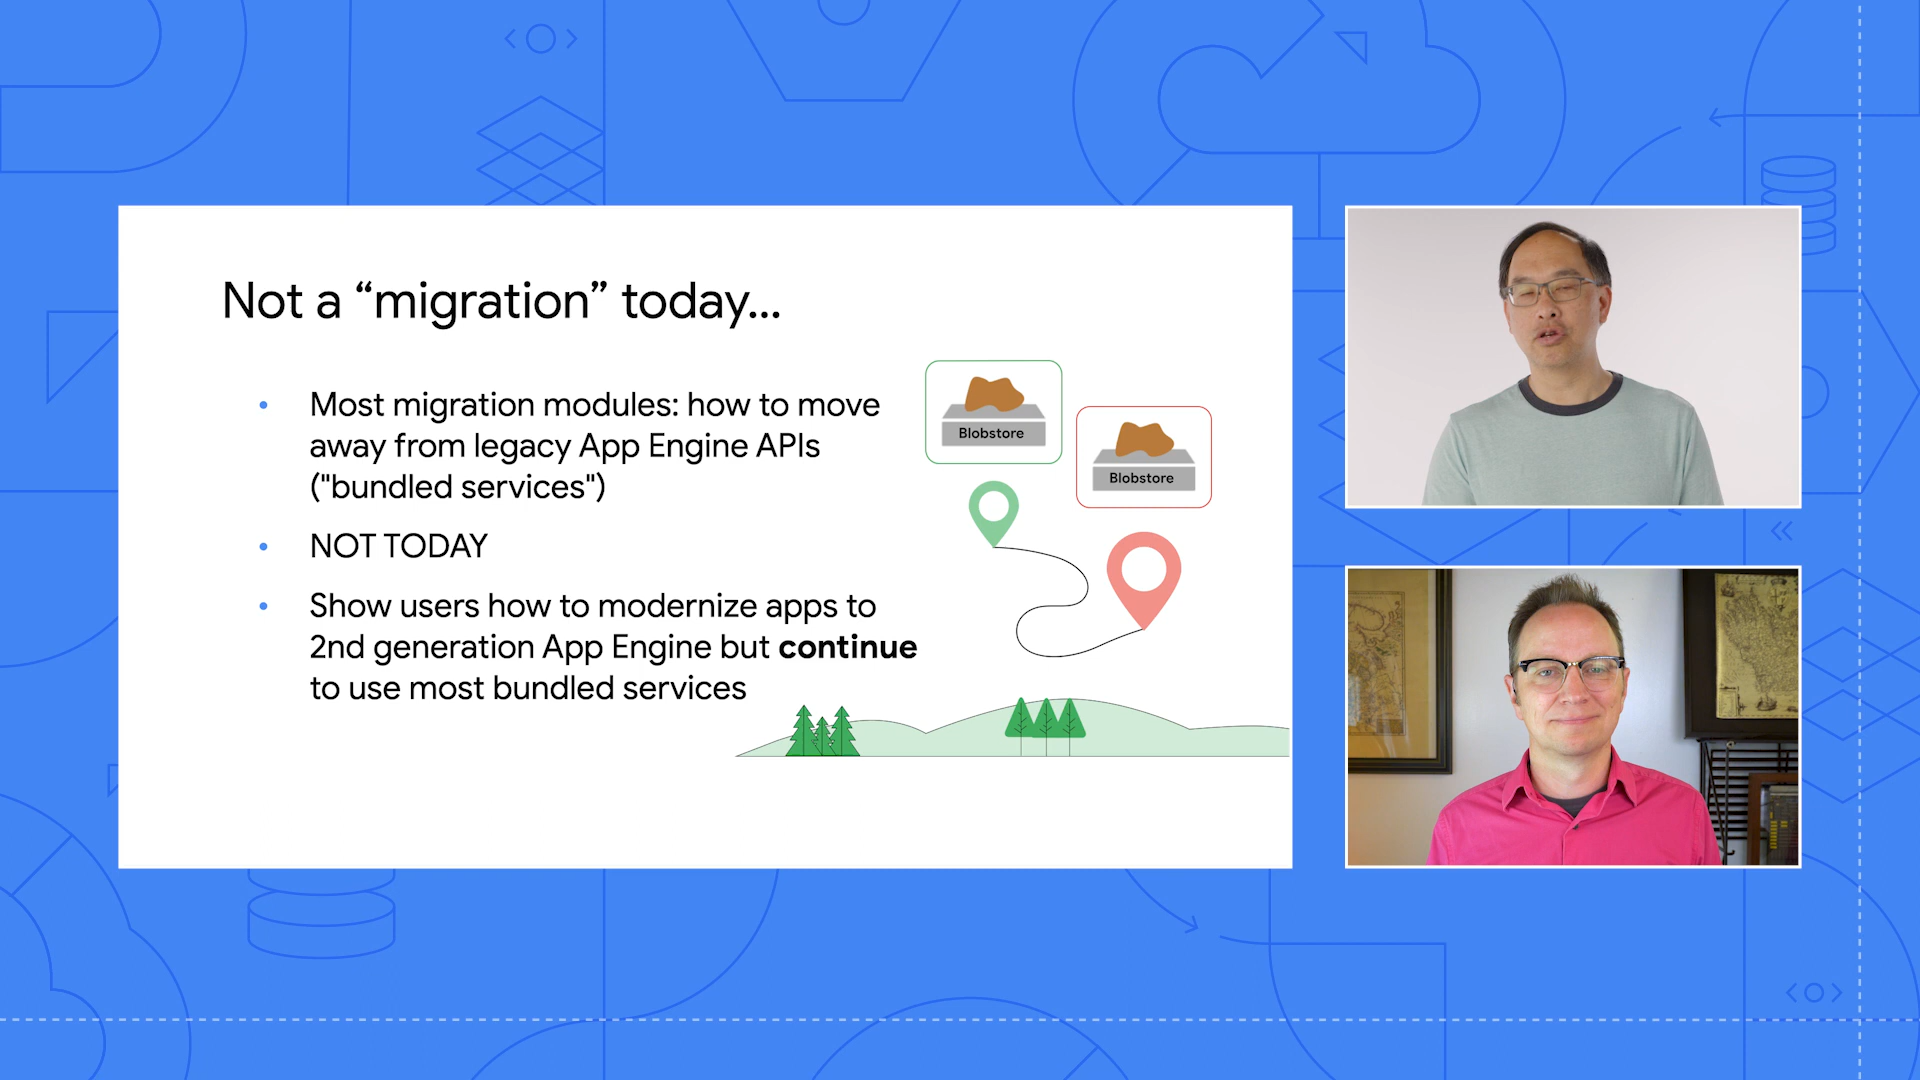 Not a “migration” today...
• Most migration modules: how to move
away from legacy App Engine APIs
("bundled services")
• NOT TODAY
• Show users how to modernize apps to
2nd generation App Engine but continue
to use most bundled services
Blobstore
Blobstore